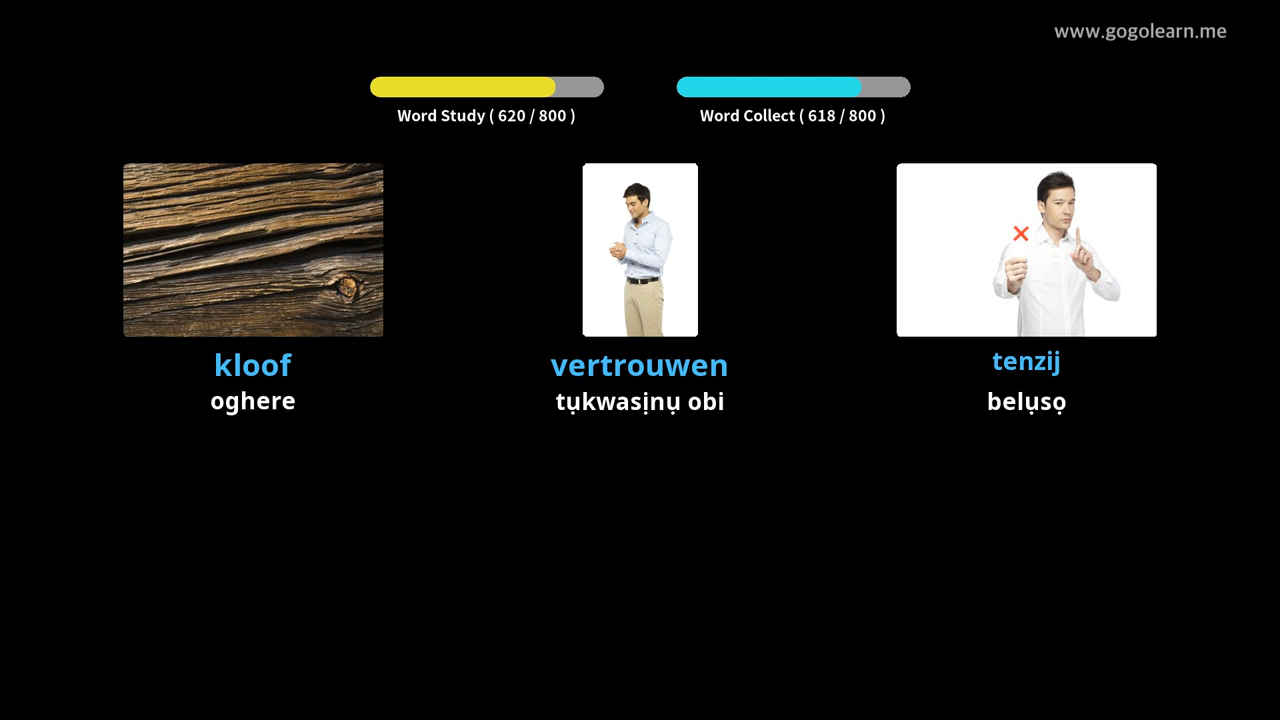 www.gogolearn.me
Word Study ( 620 / 800 )
Word Collect ( 618 / 800 )
kloof
oghere
vertrouwen
tụkwasịnụ obi
tenzij
belụsọ